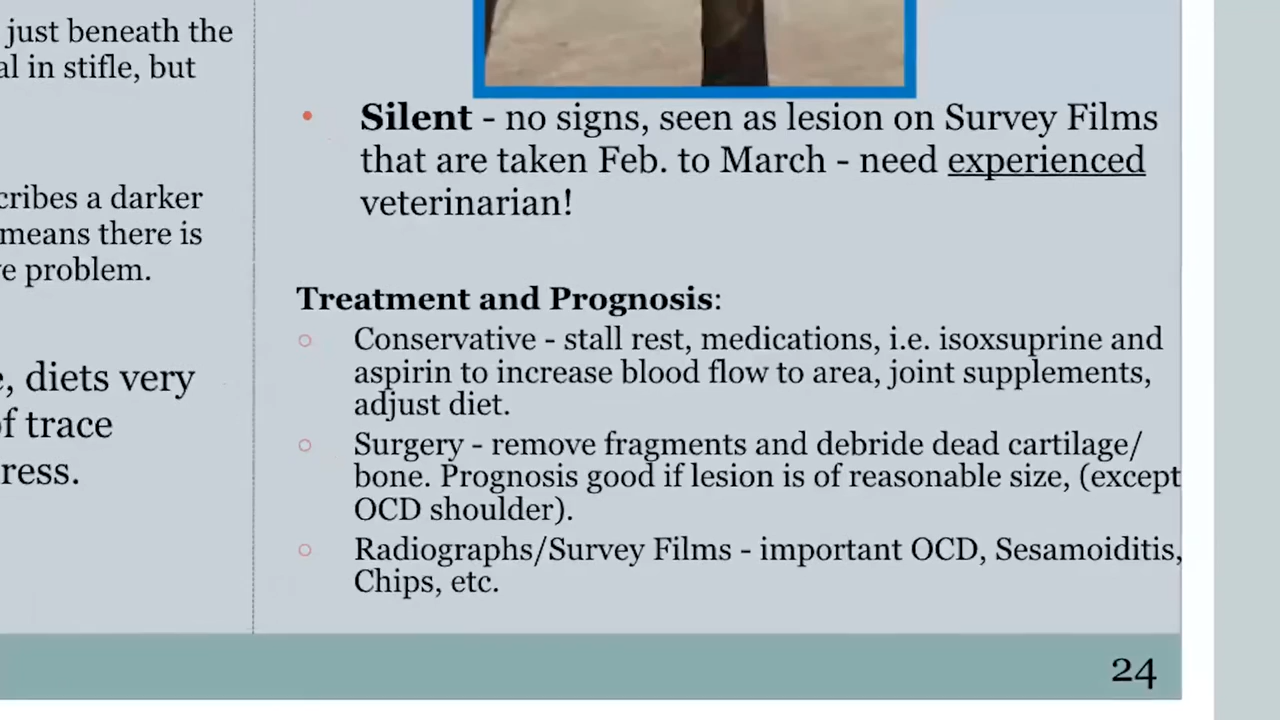 just beneath the
al in stifle, but
cribes a darker
means there is
e problem.
e, diets very
of trace
ress.
• Silent - no signs, seen as lesion on Survey Films
that are taken Feb. to March - need experienced
veterinarian!
Treatment and Prognosis:
○ Conservative - stall rest, medications, i.e. isoxsuprine and
aspirin to increase blood flow to area, joint supplements,
adjust diet.
○ Surgery - remove fragments and debride dead cartilage/
bone. Prognosis good if lesion is of reasonable size, (except
OCD shoulder).
○ Radiographs/Survey Films - important OCD, Sesamoiditis,
Chips, etc.
24